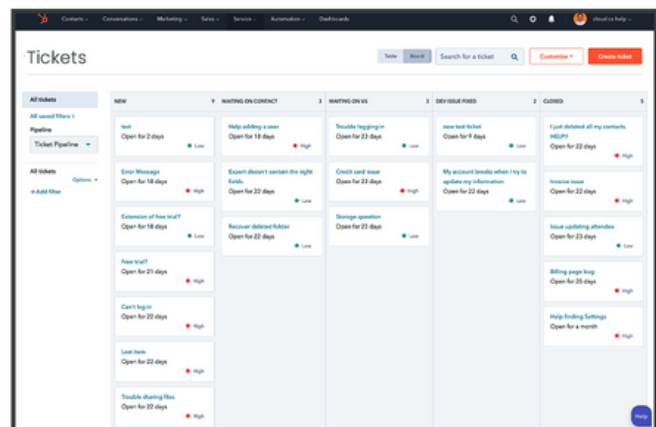 Contacts Conversations Marketing Sales Service Automation Dashboards cloud co help
Tickets
Table Board Search for a ticket Customize Create ticket
All tickets
All saved filters
Pipeline
Ticket Pipeline
All tickets
Options
+ Add filter
NEW 9
test
Open for 2 days
Low
Error Message
Open for 18 days
High
Extension of free trial?
Open for 18 days
Low
Free trial?
Open for 21 days
High
Can't log in
Open for 22 days
High
Lost item
Open for 22 days
High
Trouble sharing files
Open for 22 days
High
WAITING ON CONTACT 3
Help adding a user
Open for 18 days
Low
Export doesn't contain the right
fields
Open for 22 days
Low
Recover deleted folder
Open for 22 days
Low
WAITING ON US 3
Trouble logging in
Open for 23 days
Low
Credit card issue
Open for 23 days
High
Storage question
Open for 23 days
Low
DEV ISSUE FIXED 2
new test ticket
Open for 9 days
Low
My account breaks when I try to
update my information
Open for 22 days
Low
CLOSED 5
I just deleted all my contacts
HELP!!!
Open for 22 days
High
Invoice issue
Open for 22 days
High
Issue updating attendee
Open for 23 days
Low
Billing page bug
Open for 25 days
High
Help finding Settings
Open for a month
High
Help